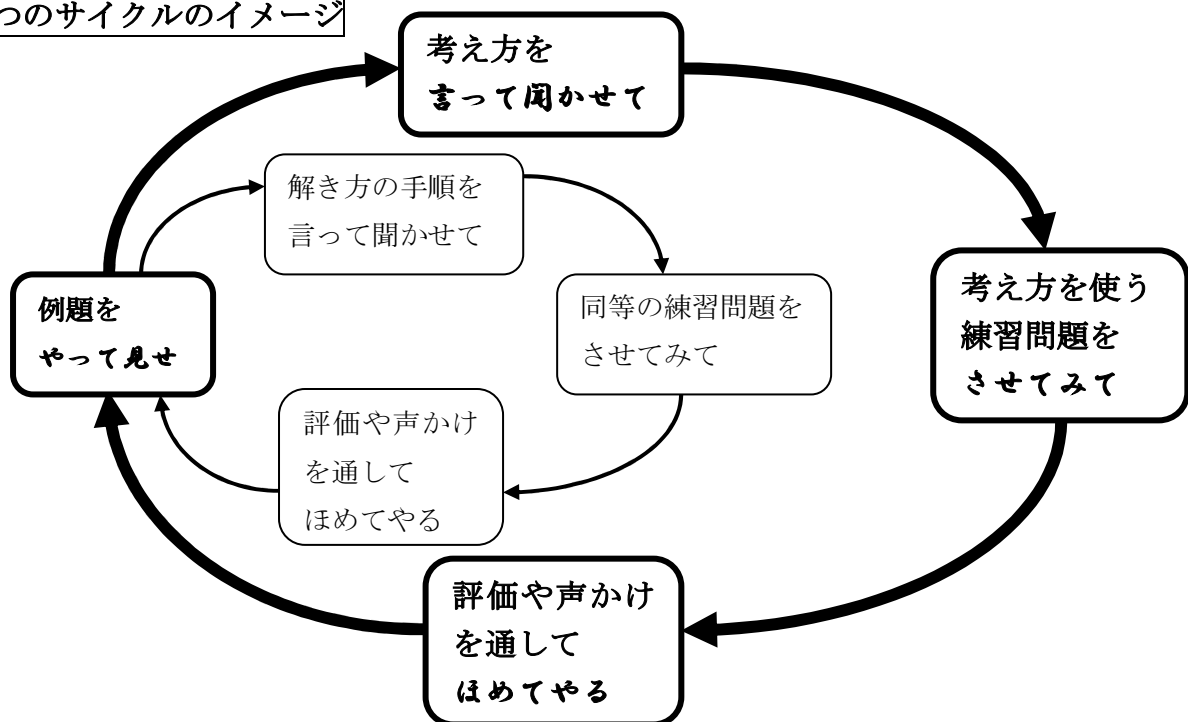 つのサイクルのイメージ
考え方を
言って聞かせて
解き方の手順を
言って聞かせて
例題を
やって見せ
同等の練習問題を
させてみて
考え方を使う
練習問題を
させてみて
評価や声かけ
を通して
ほめてやる
評価や声かけ
を通して
ほめてやる